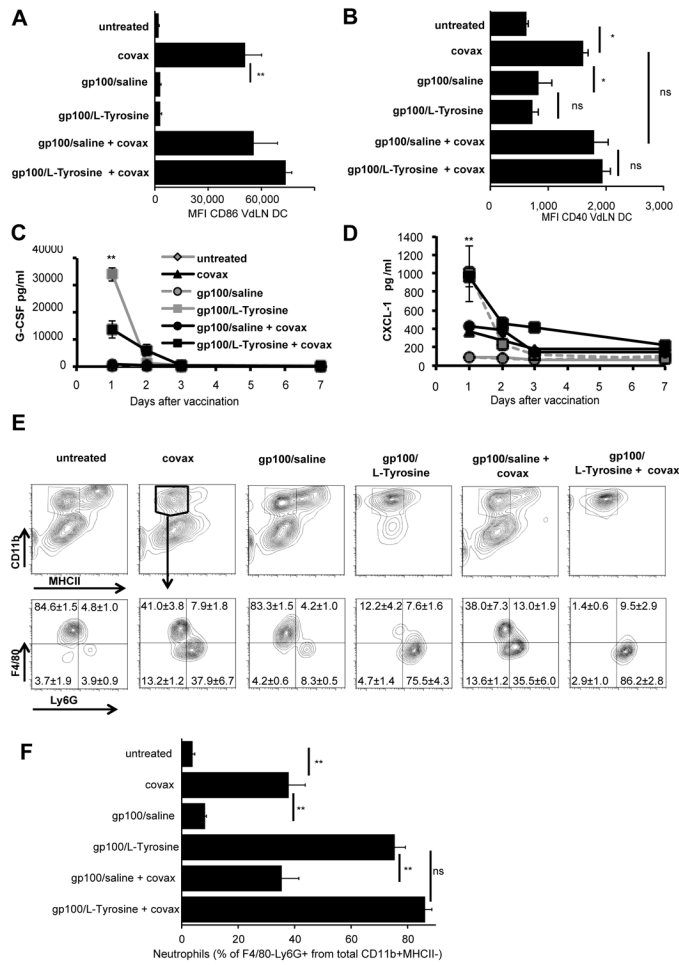 A
untreated
covax
gp100/saline
gp100/L-Tyrosine
gp100/saline + covax
gp100/L-Tyrosine + covax
**
0 30,000 60,000
MFI CD86 VdLN DC
B
untreated
covax
gp100/saline
gp100/L-Tyrosine
gp100/saline + covax
gp100/L-Tyrosine + covax
*
*
ns
ns
ns
0 1,000 2,000 3,000
MFI CD40 VdLN DC
C
G-CSF pg/ml
40000
30000
20000
10000
0
**
0 1 2 3 4 5 6 7
Days after vaccination
untreated
covax
gp100/saline
gp100/L-Tyrosine
gp100/saline + covax
gp100/L-Tyrosine + covax
D
CXCL-1 pg/ml
1400
1200
1000
800
600
400
200
0
**
0 1 2 3 4 5 6 7
Days after vaccination
E
untreated
covax
gp100/saline
gp100/
L-Tyrosine
gp100/saline +
covax
gp100/
L-Tyrosine + covax
CD11b
MHCII
84.6±1.5 4.8±1.0
3.7±1.9 3.9±0.9
41.0±3.8 7.9±1.8
13.2±1.2 37.9±6.7
83.3±1.5 4.2±1.0
4.2±0.6 8.3±0.5
12.2±4.2 7.6±1.6
4.7±1.4 75.5±4.3
38.0±7.3 13.0±1.9
13.6±1.2 35.5±6.0
1.4±0.6 9.5±2.9
2.9±1.0 86.2±2.8
F4/80
Ly6G
F
untreated
covax
gp100/saline
gp100/L-Tyrosine
gp100/saline + covax
gp100/L-Tyrosine + covax
**
**
**
ns
0 20 40 60 80
Neutrophils (% of F4/80-Ly6G+ from total CD11b+MHCII-)